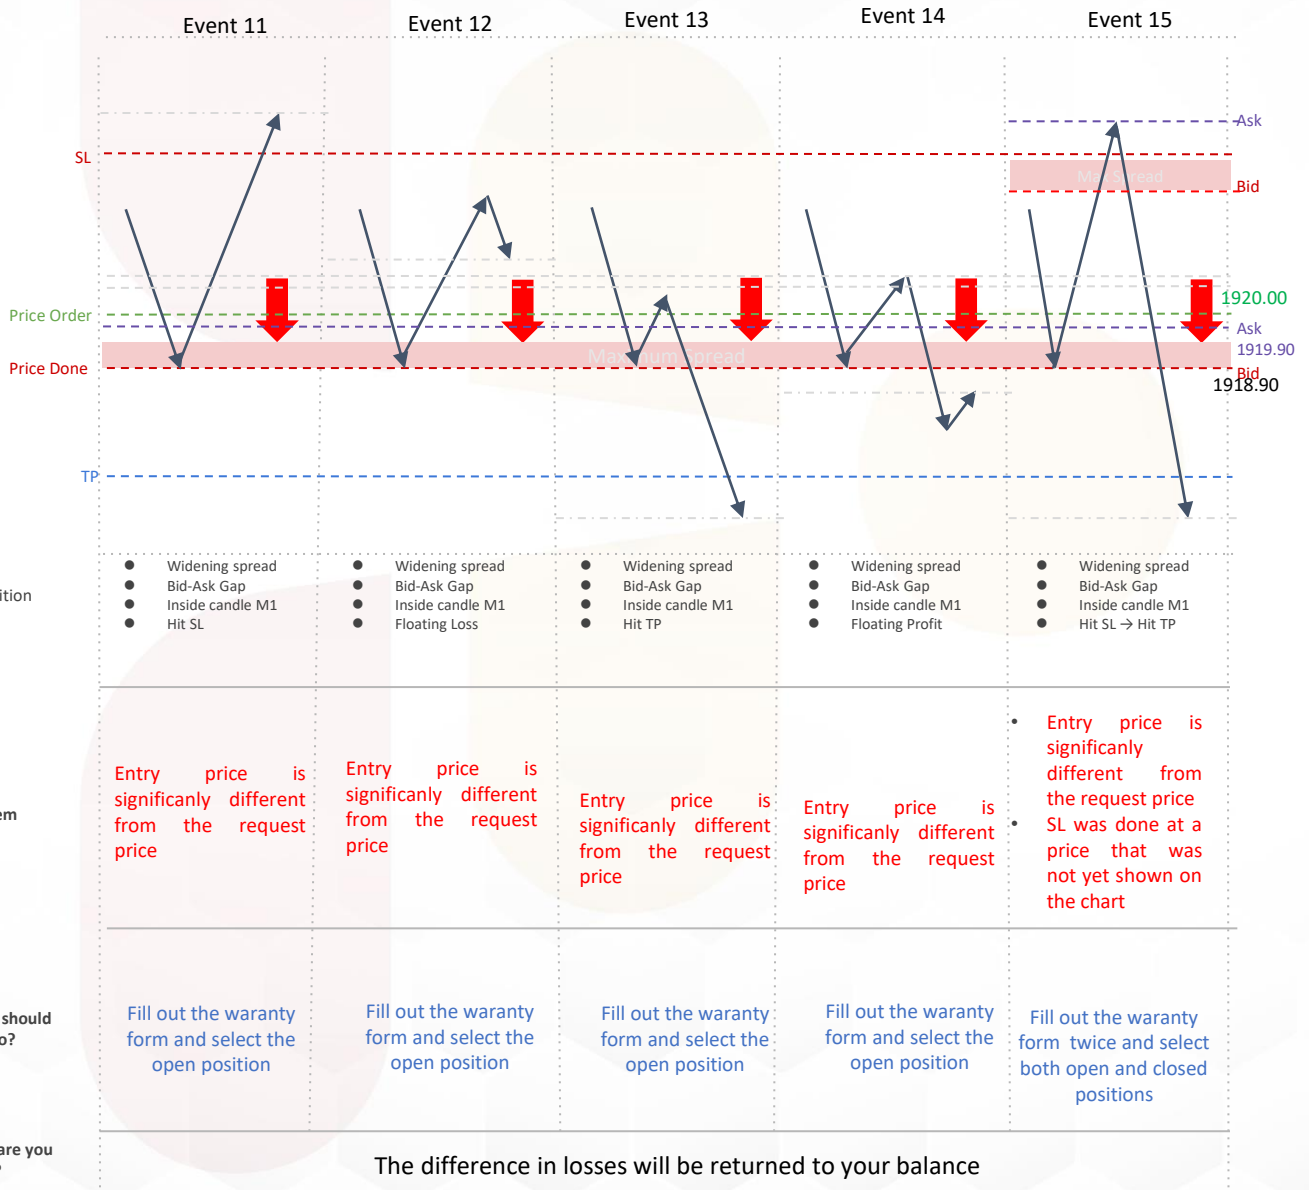 Event 11
Event 12
Event 13
Event 14
Event 15
Ask
SL
Max Spread
Bid
1920.00
Price Order
Ask
1919.90
Maximum Spread
Price Done
Bid
1918.90
TP
ition
● Widening spread
● Bid-Ask Gap
● Inside candle M1
● Hit SL
● Widening spread
● Bid-Ask Gap
● Inside candle M1
● Floating Loss
● Widening spread
● Bid-Ask Gap
● Inside candle M1
● Hit TP
● Widening spread
● Bid-Ask Gap
● Inside candle M1
● Floating Profit
● Widening spread
● Bid-Ask Gap
● Inside candle M1
● Hit SL → Hit TP
em
Entry price is
significanly different
from the request
price
Entry price is
significanly different
from the request
price
Entry price is
significanly different
from the request
price
Entry price is
significanly different
from the request
price
• Entry price is
significanly
different from
the request price
• SL was done at a
price that was
not yet shown on
the chart
should
o?
Fill out the waranty
form and select the
open position
Fill out the waranty
form and select the
open position
Fill out the waranty
form and select the
open position
Fill out the waranty
form and select the
open position
Fill out the waranty
form twice and select
both open and closed
positions
are you
?
The difference in losses will be returned to your balance